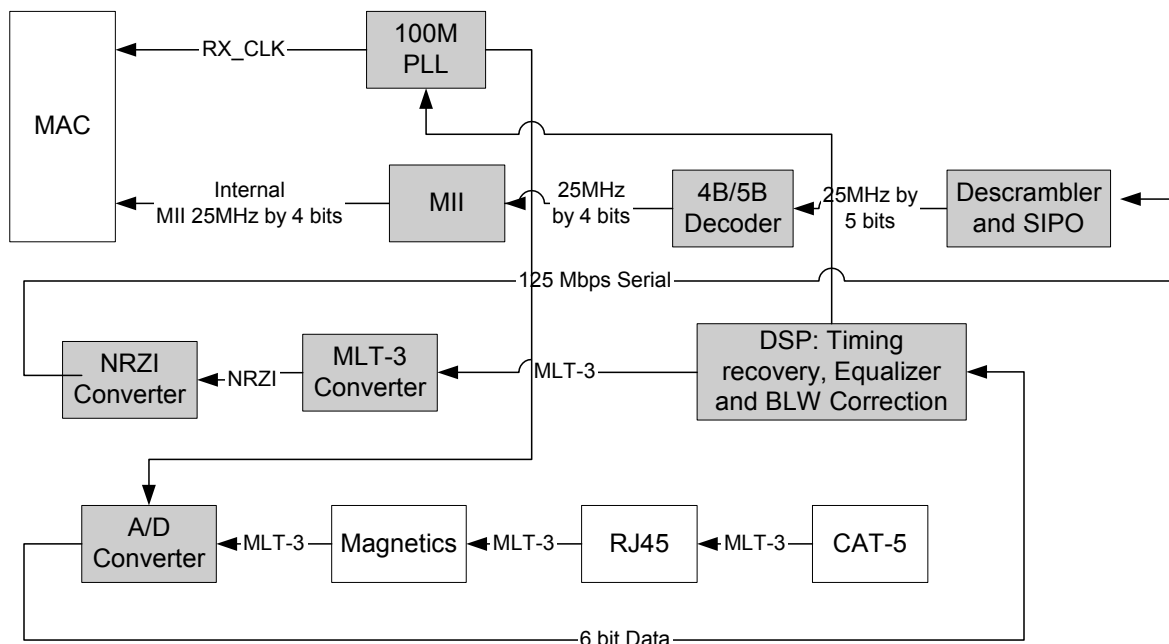 100M
PLL
RX_CLK
MAC
Internal
MII 25MHz by 4 bits
MII
25MHz
by 4 bits
4B/5B
Decoder
25MHz by
5 bits
Descrambler
and SIPO
125 Mbps Serial
NRZI
Converter
NRZI
MLT-3
Converter
MLT-3
DSP: Timing
recovery, Equalizer
and BLW Correction
A/D
Converter
MLT-3
Magnetics
MLT-3
RJ45
MLT-3
CAT-5
6 bit Data